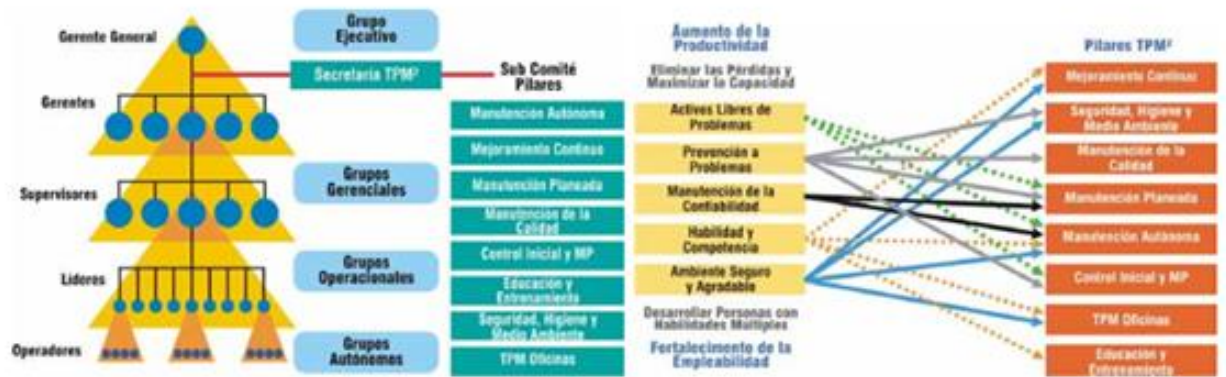 Gerente General
Gerentes
Supervisores
Líderes
Operadores
Grupo
Ejecutivo
Secretaria TPM²
Sub Comité
Pilares
Grupos
Gerenciales
Grupos
Operacionales
Grupos
Autónomos
Manutención Autónoma
Mejoramiento Continuo
Manutención Planeada
Manutención de la
Calidad
Control Inicial y MP
Educación y
Entrenamiento
Seguridad, Higiene y
Medio Ambiente
TPM Oficinas
Aumento de la
Productividad
Eliminar las Pérdidas y
Maximizar la Capacidad
Activos Libres de
Problemas
Prevención a
Problemas
Manutención de la
Confiabilidad
Habilidad y
Competencia
Ambiente Seguro
y Agradable
Desarrollar Personas con
Habilidades Múltiples
Fortalecimento de la
Empleabilidad
Pilares TPM²
Mejoramiento Continuo
Seguridad, Higiene y
Medio Ambiente
Manutención de la
Calidad
Manutención Planeada
Manutención Autónoma
Control Inicial y MP
TPM Oficinas
Educación y
Entrenamiento